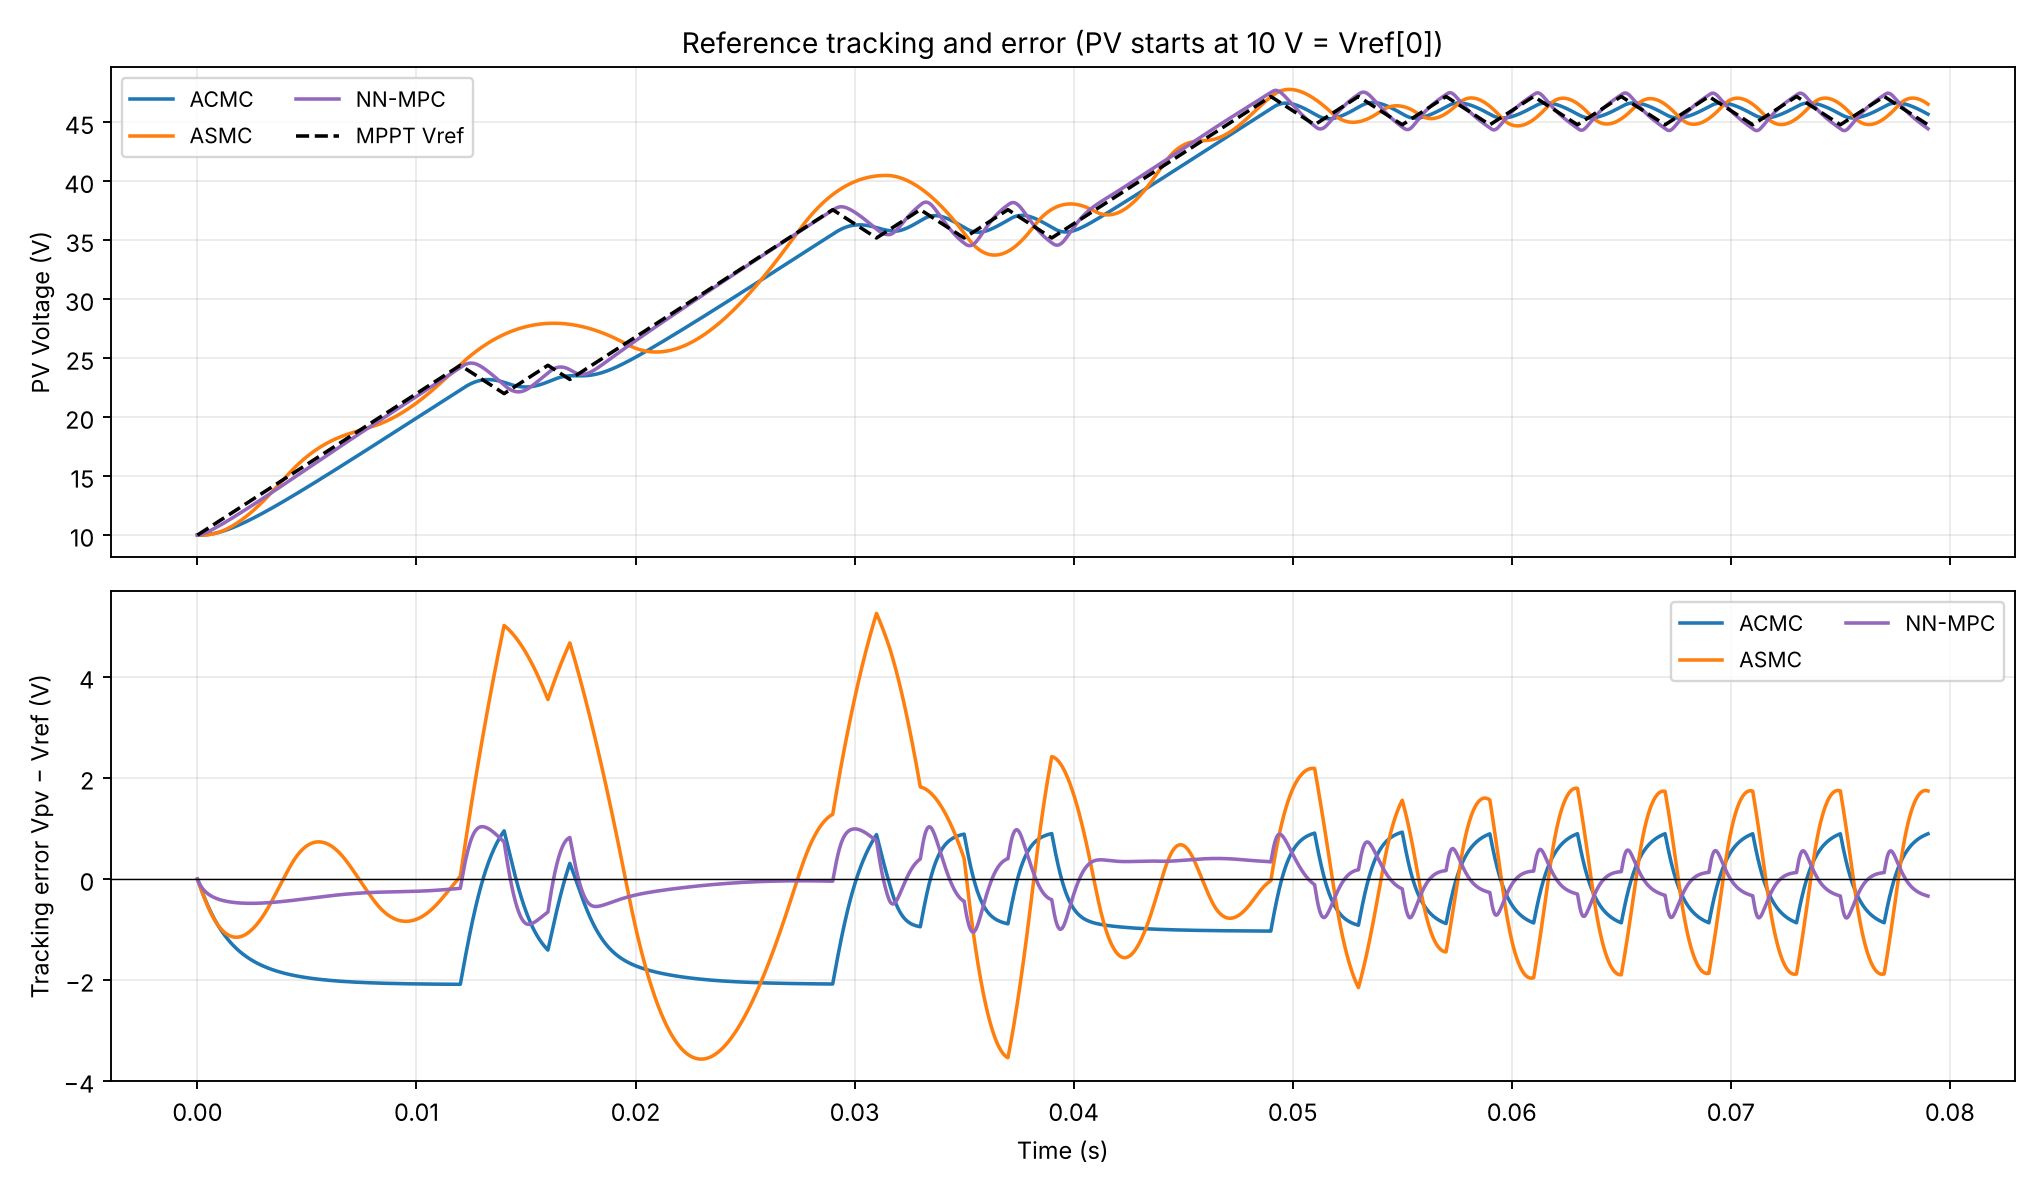 Reference tracking and error (PV starts at 10 V = Vref[0])
ACMC NN-MPC
ASMC MPPT Vref
PV Voltage (V)
45
40
35
30
25
20
15
10
ACMC NN-MPC
ASMC
Tracking error Vpv − Vref (V)
4
2
0
−2
−4
0.00 0.01 0.02 0.03 0.04 0.05 0.06 0.07 0.08
Time (s)